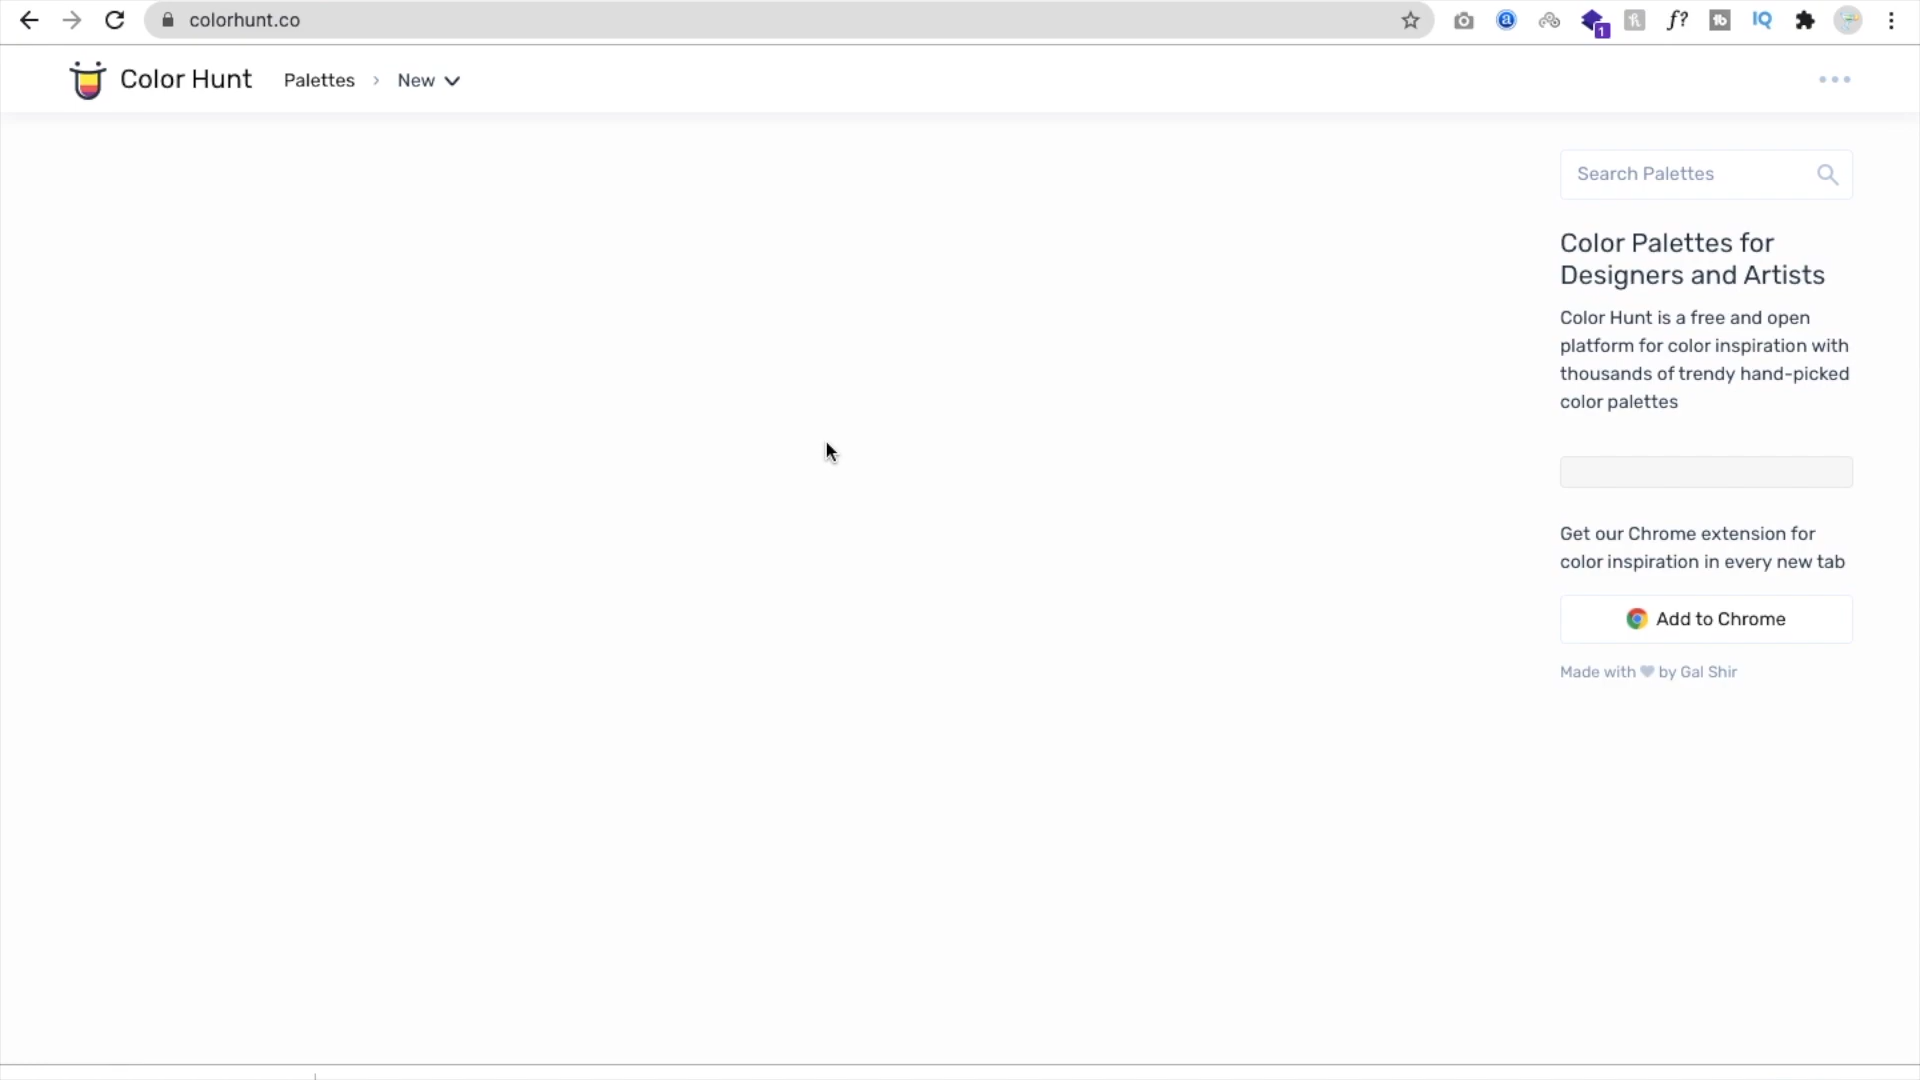 colorhunt.co
1
Color Hunt
Palettes > New
Search Palettes
Color Palettes for
Designers and Artists
Color Hunt is a free and open
platform for color inspiration with
thousands of trendy hand-picked
color palettes
Get our Chrome extension for
color inspiration in every new tab
Add to Chrome
Made with ♥ by Gal Shir